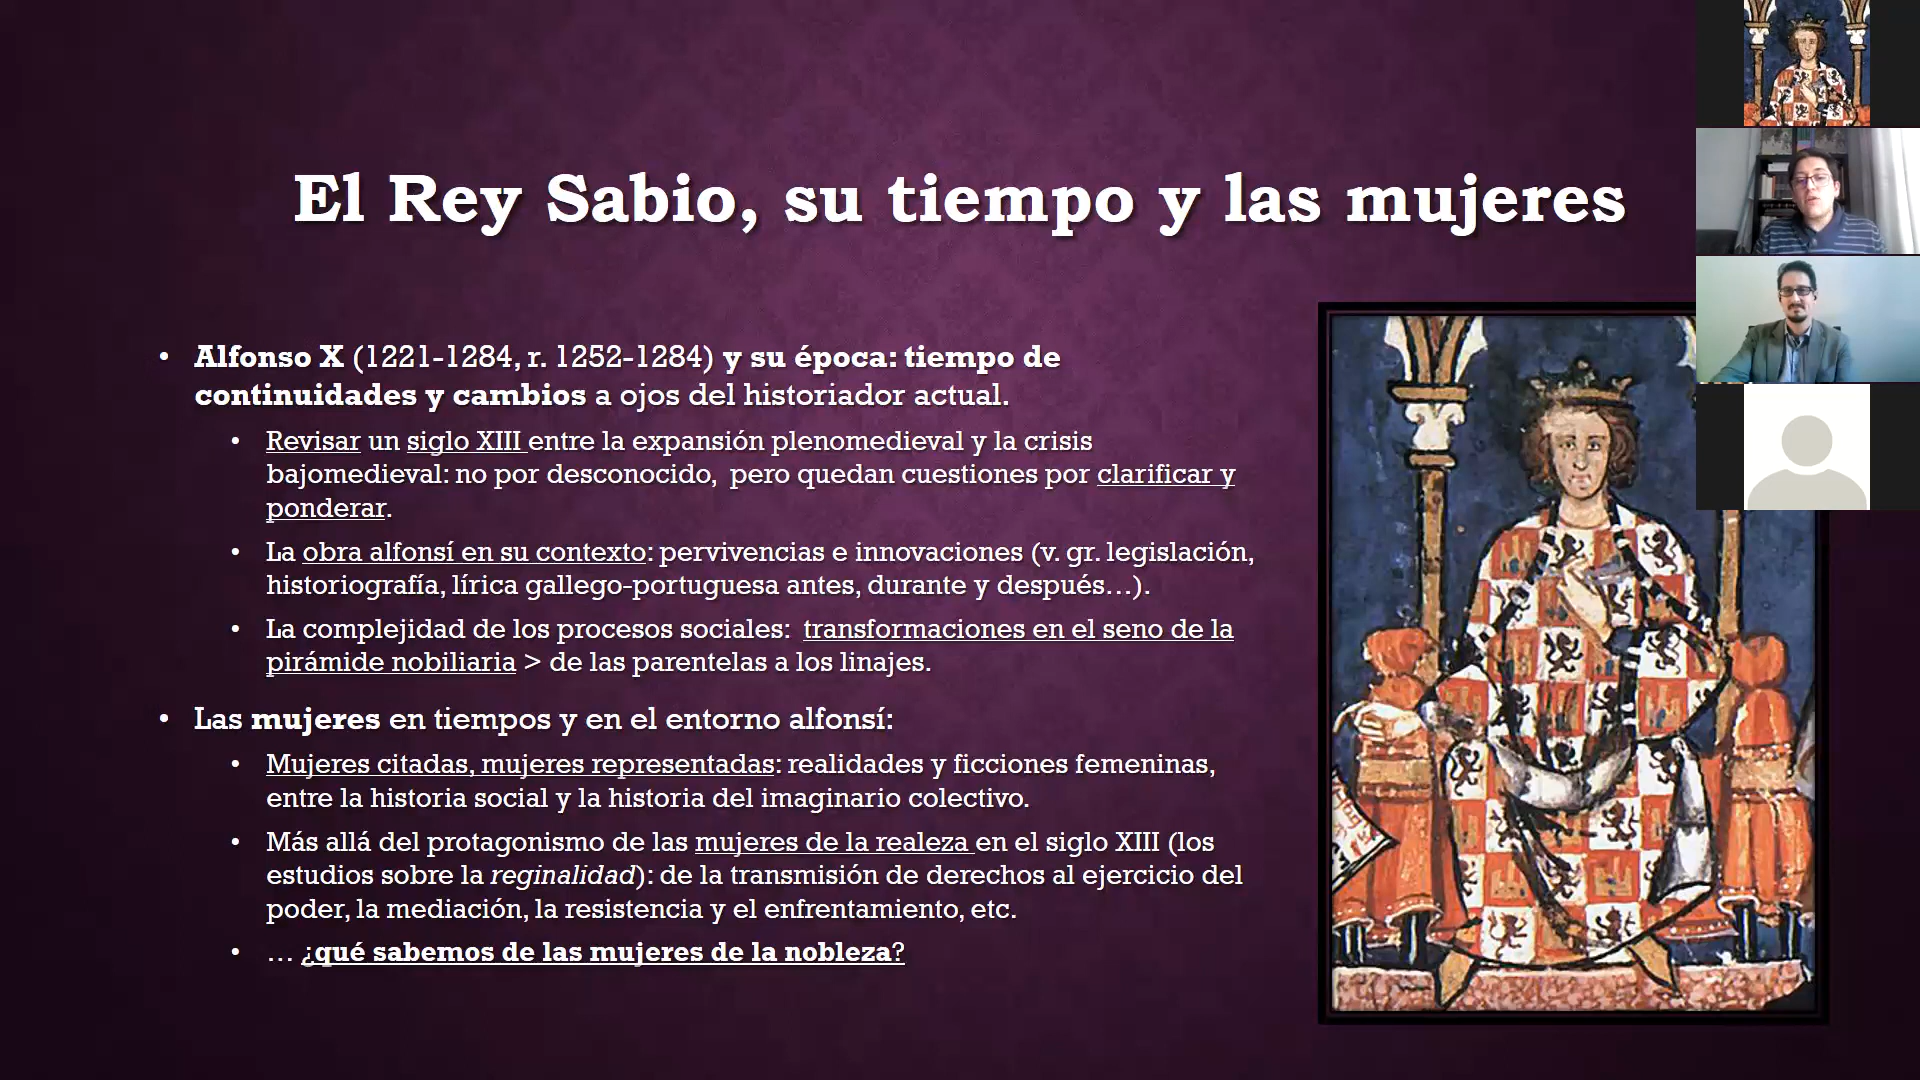 El Rey Sabio, su tiempo y las mujeres
• Alfonso X (1221-1284, r. 1252-1284) y su época: tiempo de
continuidades y cambios a ojos del historiador actual.
• Revisar un siglo XIII entre la expansión plenomedieval y la crisis
bajomedieval: no por desconocido, pero quedan cuestiones por clarificar y
ponderar.
• La obra alfonsí en su contexto: pervivencias e innovaciones (v. gr. legislación,
historiografía, lírica gallego-portuguesa antes, durante y después…).
• La complejidad de los procesos sociales: transformaciones en el seno de la
pirámide nobiliaria > de las parentelas a los linajes.
• Las mujeres en tiempos y en el entorno alfonsí:
• Mujeres citadas, mujeres representadas: realidades y ficciones femeninas,
entre la historia social y la historia del imaginario colectivo.
• Más allá del protagonismo de las mujeres de la realeza en el siglo XIII (los
estudios sobre la reginalidad): de la transmisión de derechos al ejercicio del
poder, la mediación, la resistencia y el enfrentamiento, etc.
• … ¿qué sabemos de las mujeres de la nobleza?